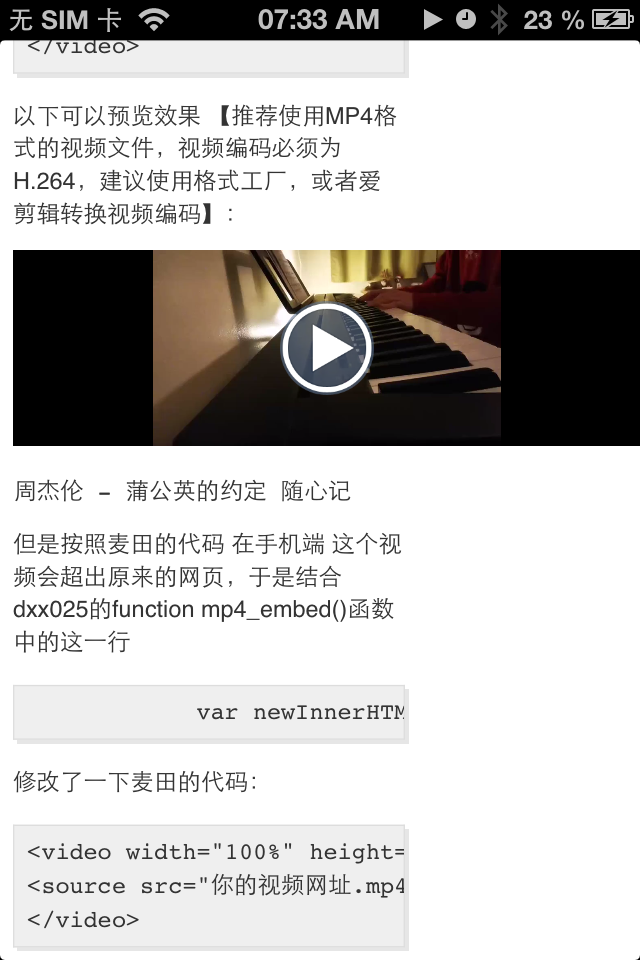 无 SIM 卡 07:33 AM 23 %
</video>
以下可以预览效果 【推荐使用MP4格
式的视频文件，视频编码必须为
H.264，建议使用格式工厂，或者爱
剪辑转换视频编码】：
周杰伦 – 蒲公英的约定 随心记
但是按照麦田的代码 在手机端 这个视
频会超出原来的网页，于是结合
dxx025的function mp4_embed()函数
中的这一行
var newInnerHTM
修改了一下麦田的代码：
<video width="100%" height=
<source src="你的视频网址.mp4
</video>